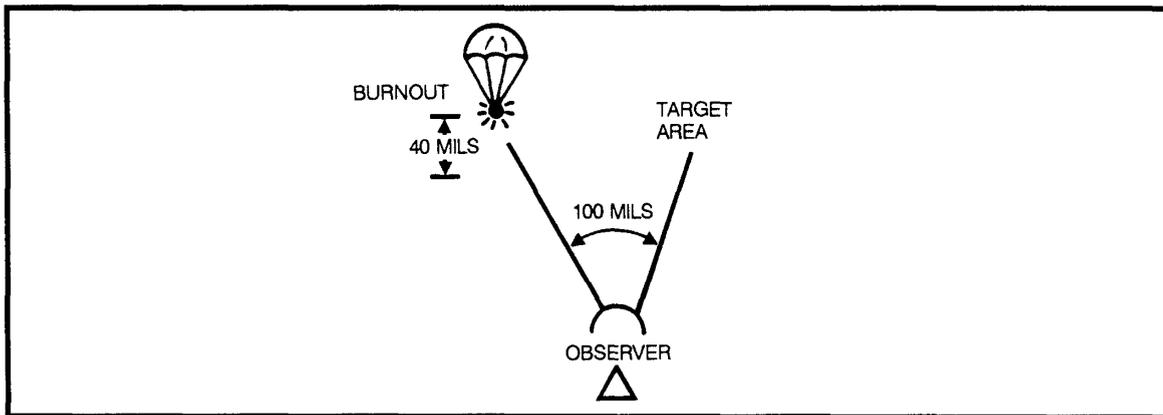 BURNOUT
40 MILS
TARGET
AREA
100 MILS
OBSERVER